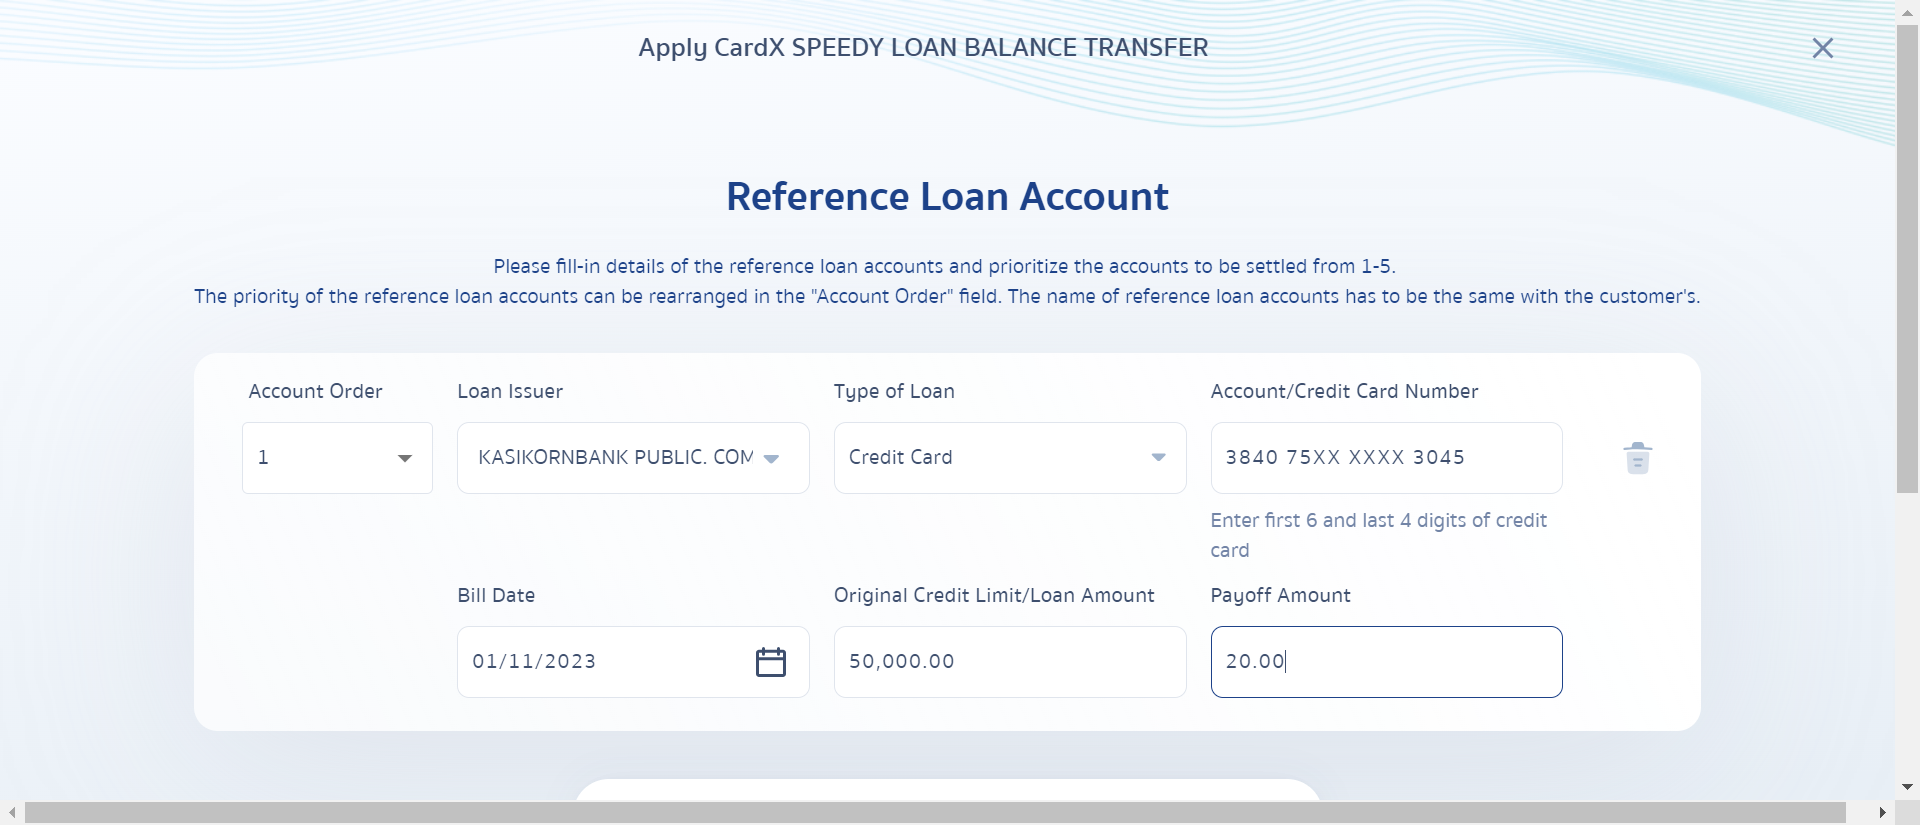 Apply CardX SPEEDY LOAN BALANCE TRANSFER
Reference Loan Account
Please fill-in details of the reference loan accounts and prioritize the accounts to be settled from 1-5.
The priority of the reference loan accounts can be rearranged in the "Account Order" field. The name of reference loan accounts has to be the same with the customer's.
Account Order
Loan Issuer
Type of Loan
Account/Credit Card Number
1
KASIKORNBANK PUBLIC. COM
Credit Card
3840 75XX XXXX 3045
Enter first 6 and last 4 digits of credit
card
Bill Date
Original Credit Limit/Loan Amount
Payoff Amount
01/11/2023
50,000.00
20.00